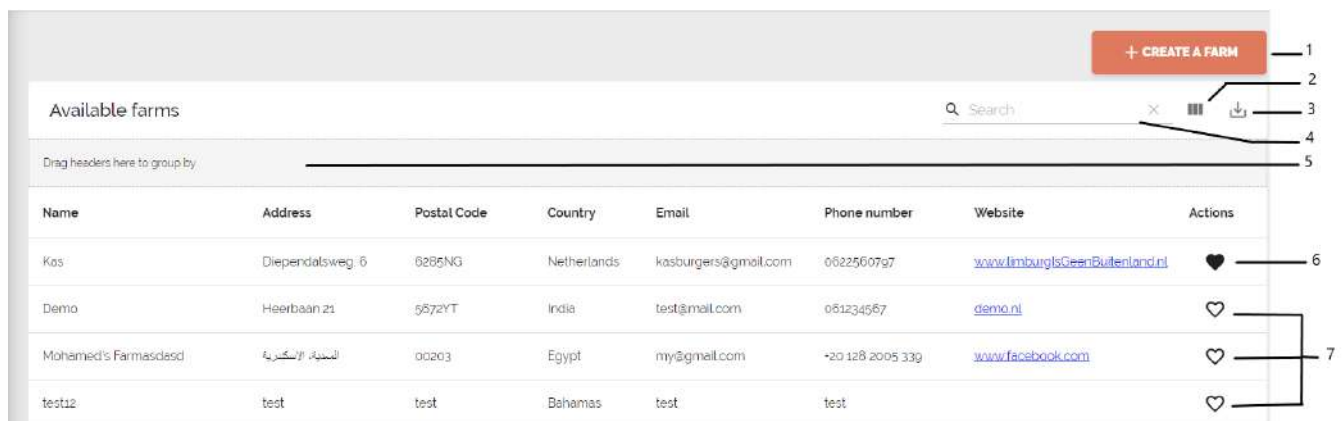 + CREATE A FARM
1
2
Available farms
Search
3
4
Drag headers here to group by
5
Name Address Postal Code Country Email Phone number Website Actions
Kas Diependalsweg, 6 6285NG Netherlands kasburgers@gmail.com 0622560797 www.limburgIsGeenBuitenland.nl
6
Demo Heerbaan 21 5672YT India test@mail.com 061234567 demo.nl
Mohamed's Farmasdasd الاسكندرية 00203 Egypt my@gmail.com +20 128 2005 339 www.facebook.com
7
test12 test test Bahamas test test